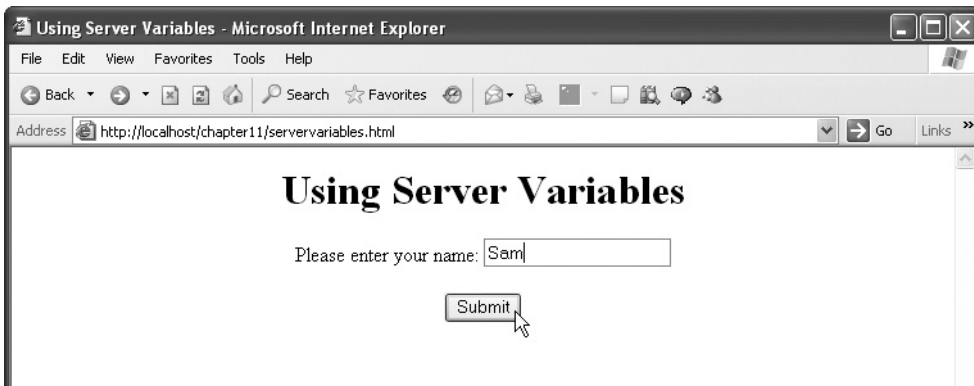 Using Server Variables - Microsoft Internet Explorer
File Edit View Favorites Tools Help
Back Search Favorites
Address http://localhost/chapter11/servervariables.html Go Links »
Using Server Variables
Please enter your name: Sam
Submit